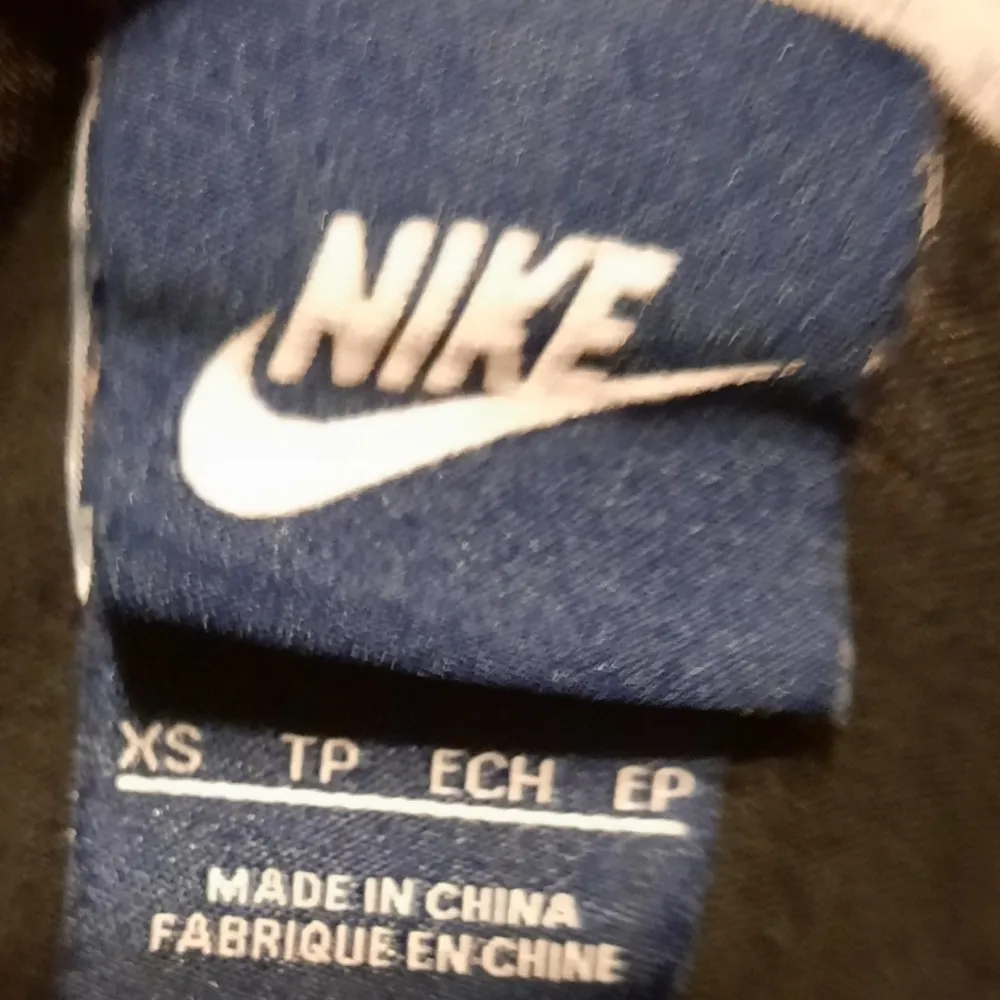 NIKE
XS TP ECH EP
MADE IN CHINA
FABRIQUE EN CHINE